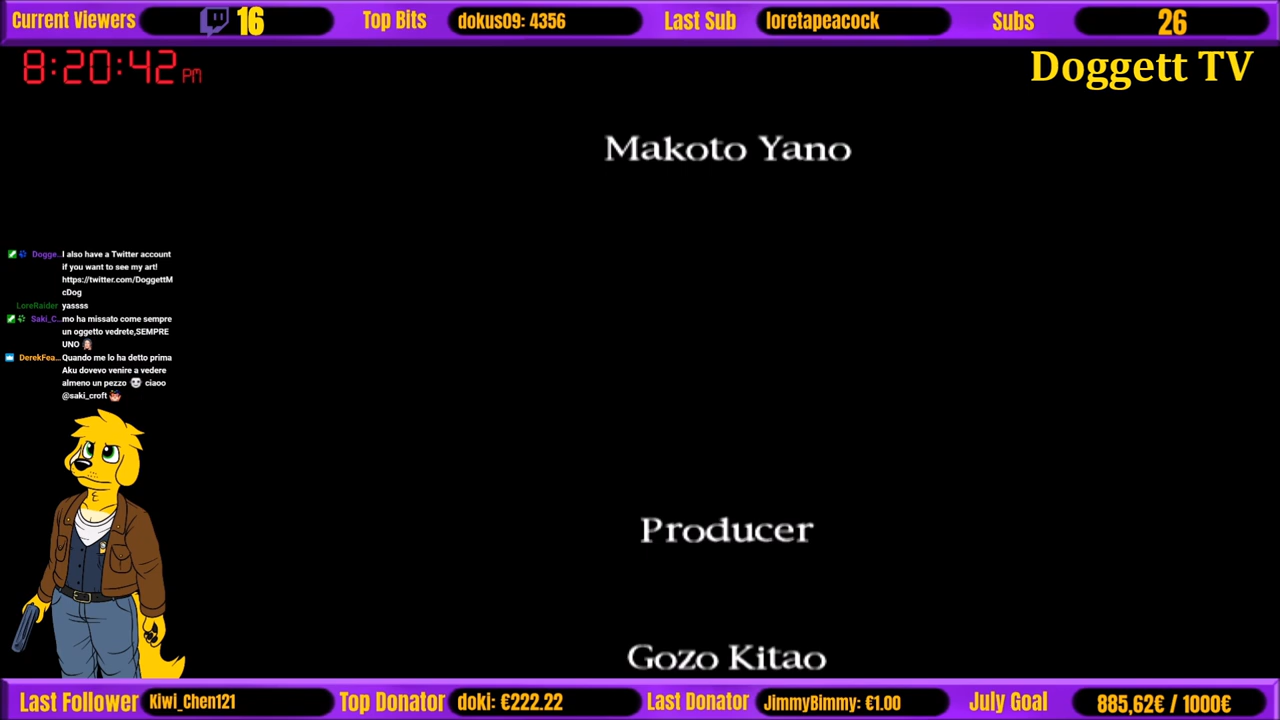 Current Viewers 16 Top Bits dokus09: 4356 Last Sub loretapeacock Subs 26
8:20:42 PM
Doggett TV
Makoto Yano
Dogge... I also have a Twitter account
if you want to see my art!
https://twitter.com/DoggettM
cDog
LoreRaider yassss
Saki_C... mo ha missato come sempre
un oggetto vedrete,SEMPRE
UNO
DerekFea... Quando me lo ha detto prima
Aku dovevo venire a vedere
almeno un pezzo ciaoo
@saki_croft
Producer
Gozo Kitao
Last Follower Kiwi_Chen121 Top Donator doki: €222.22 Last Donator JimmyBimmy: €1.00 July Goal 885,62€ / 1000€